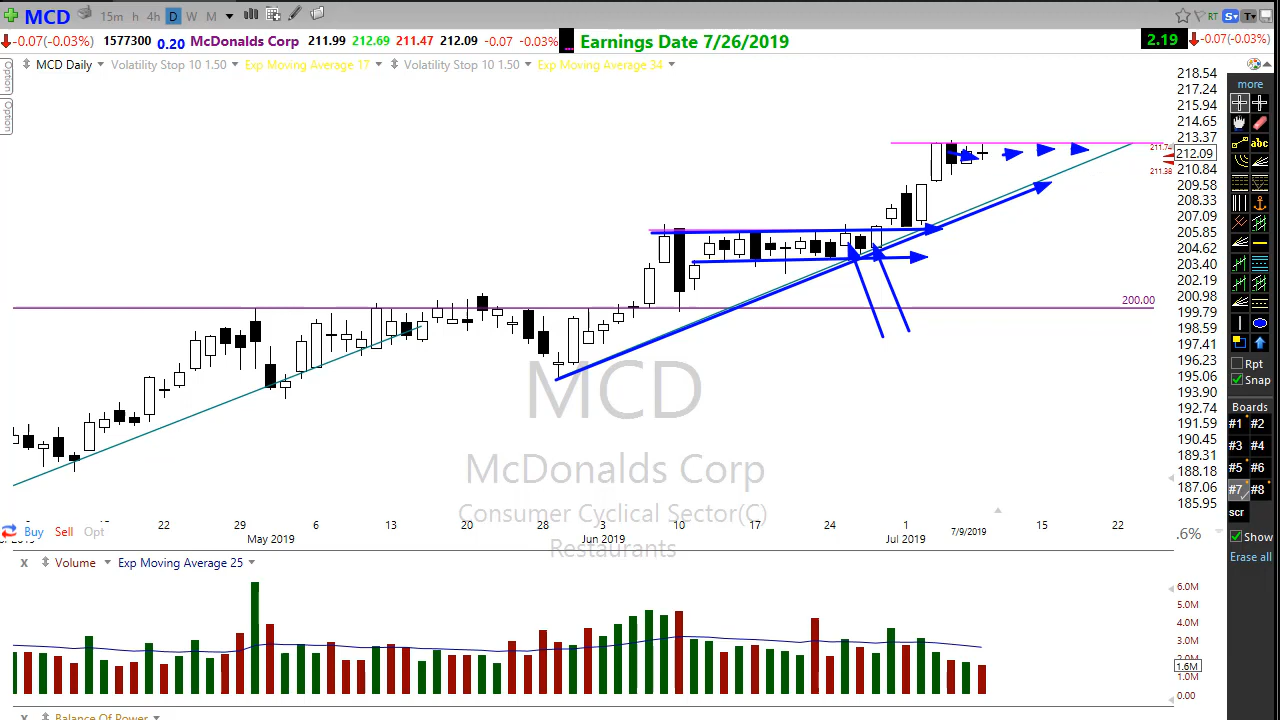 MCD 15m h 4h D W M RT S T
-0.07(-0.03%) 1577300 0.20 McDonalds Corp 211.99 212.69 211.47 212.09 -0.07 -0.03% Earnings Date 7/26/2019 2.19 -0.07(-0.03%)
MCD Daily Volatility Stop 10 1.50 Exp Moving Average 17 Volatility Stop 10 1.50 Exp Moving Average 34
Option
Option
218.54
217.24
215.94
214.65
213.37
211.74
212.09
211.38
210.84
209.58
208.33
207.09
205.85
204.62
203.40
202.19
200.98
200.00
199.79
198.59
197.41
196.23
195.06
193.90
192.74
191.59
190.45
189.31
188.18
187.06
185.95
more
abc
Rpt
Snap
Boards
#1 #2
#3 #4
#5 #6
#7 #8
scr
Show
Erase all
MCD
McDonalds Corp
Consumer Cyclical Sector(C)
Restaurants
22 29 6 13 20 28 3 10 17 24 1 15 22
May 2019 Jun 2019 Jul 2019 7/9/2019
Buy Sell Opt
.6%
x Volume Exp Moving Average 25
6.0M
5.0M
4.0M
3.0M
2.0M
1.6M
1.0M
0.00
x Balance Of Power